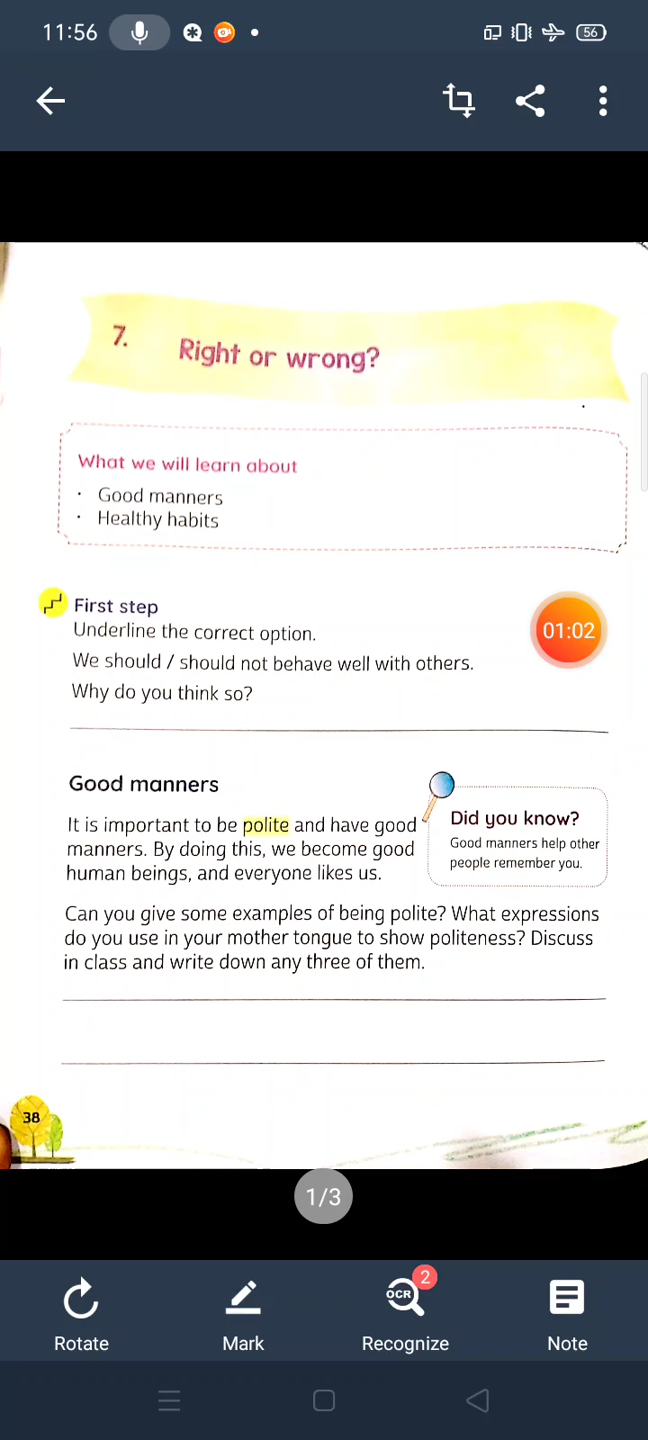 11:56
56
7. Right or wrong?
What we will learn about
· Good manners
· Healthy habits
First step
Underline the correct option.
01:02
We should / should not behave well with others.
Why do you think so?
Good manners
It is important to be polite and have good
manners. By doing this, we become good
human beings, and everyone likes us.
Did you know?
Good manners help other
people remember you.
Can you give some examples of being polite? What expressions
do you use in your mother tongue to show politeness? Discuss
in class and write down any three of them.
38
1/3
OCR
2
Rotate
Mark
Recognize
Note